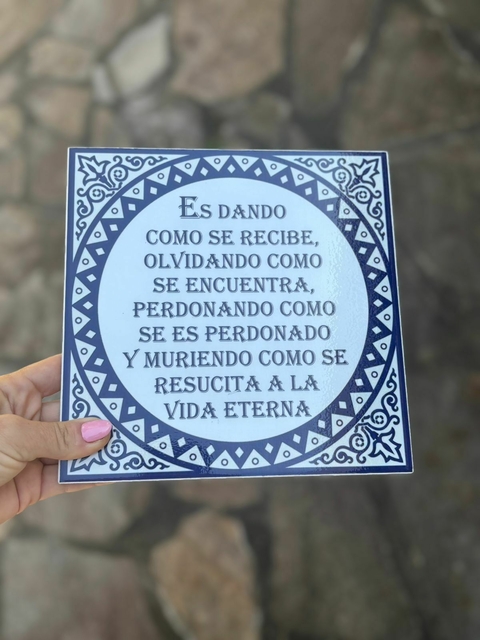 Es dando
como se recibe,
olvidando como
se encuentra,
perdonando como
se es perdonado
y muriendo como se
resucita a la
vida eterna